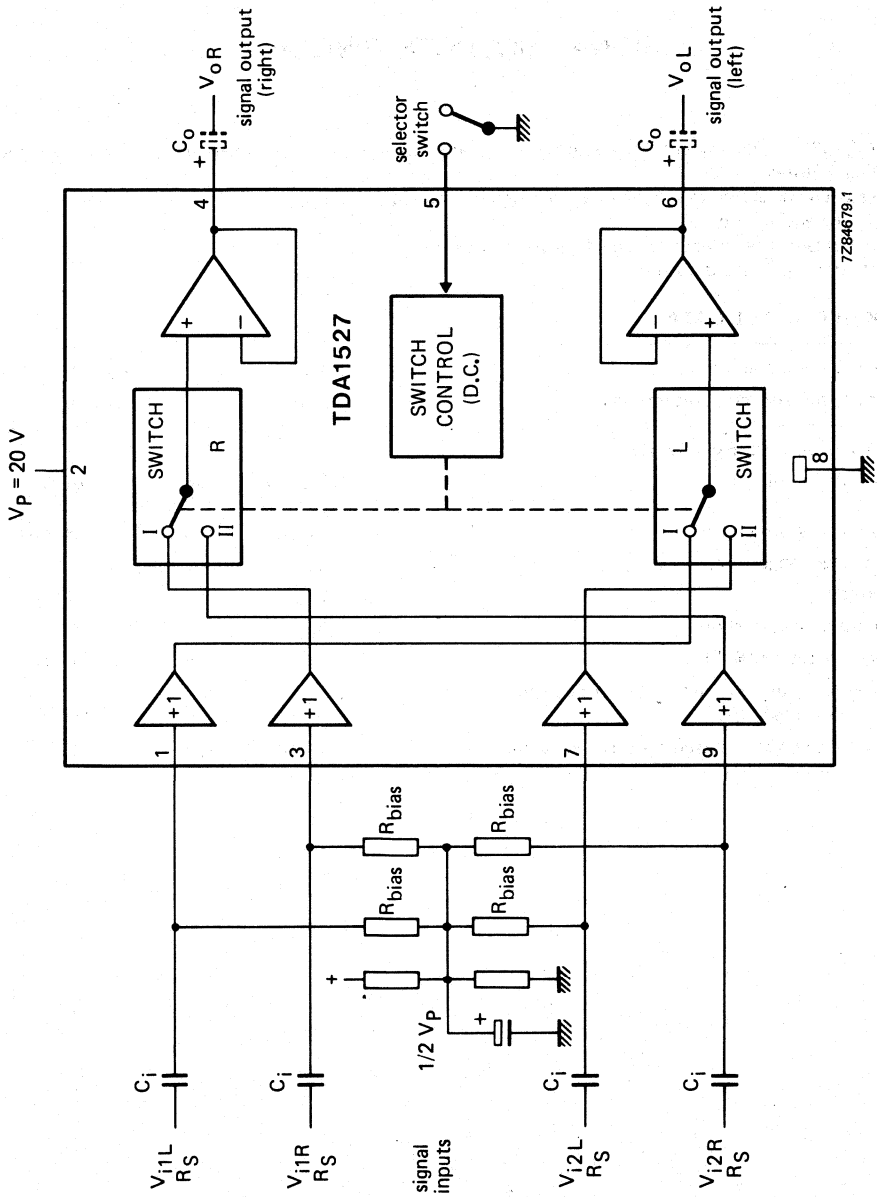 V_P = 20 V
2
V_i1L
R_S
C_i
1
+1
I
SWITCH
II
R
+
−
4
C_o
+
V_oR
signal output
(right)
V_i1R
R_S
C_i
3
+1
TDA1527
signal
inputs
1/2 V_P
+
+
R_bias
R_bias
R_bias
R_bias
SWITCH
CONTROL
(D.C.)
5
selector
switch
V_i2L
R_S
C_i
7
+1
I
L
II
SWITCH
−
+
6
C_o
+
V_oL
signal output
(left)
V_i2R
R_S
C_i
9
+1
8
7Z84679.1